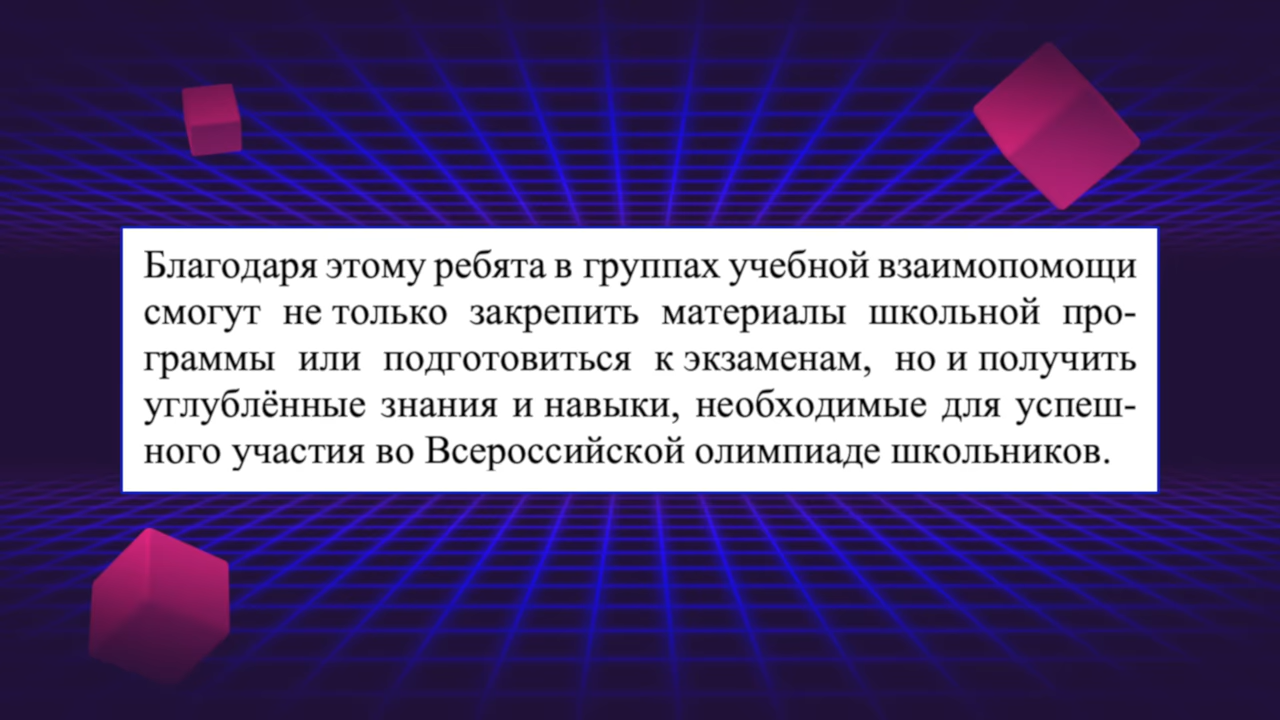 Благодаря этому ребята в группах учебной взаимопомощи
смогут не только закрепить материалы школьной про-
граммы или подготовиться к экзаменам, но и получить
углублённые знания и навыки, необходимые для успеш-
ного участия во Всероссийской олимпиаде школьников.